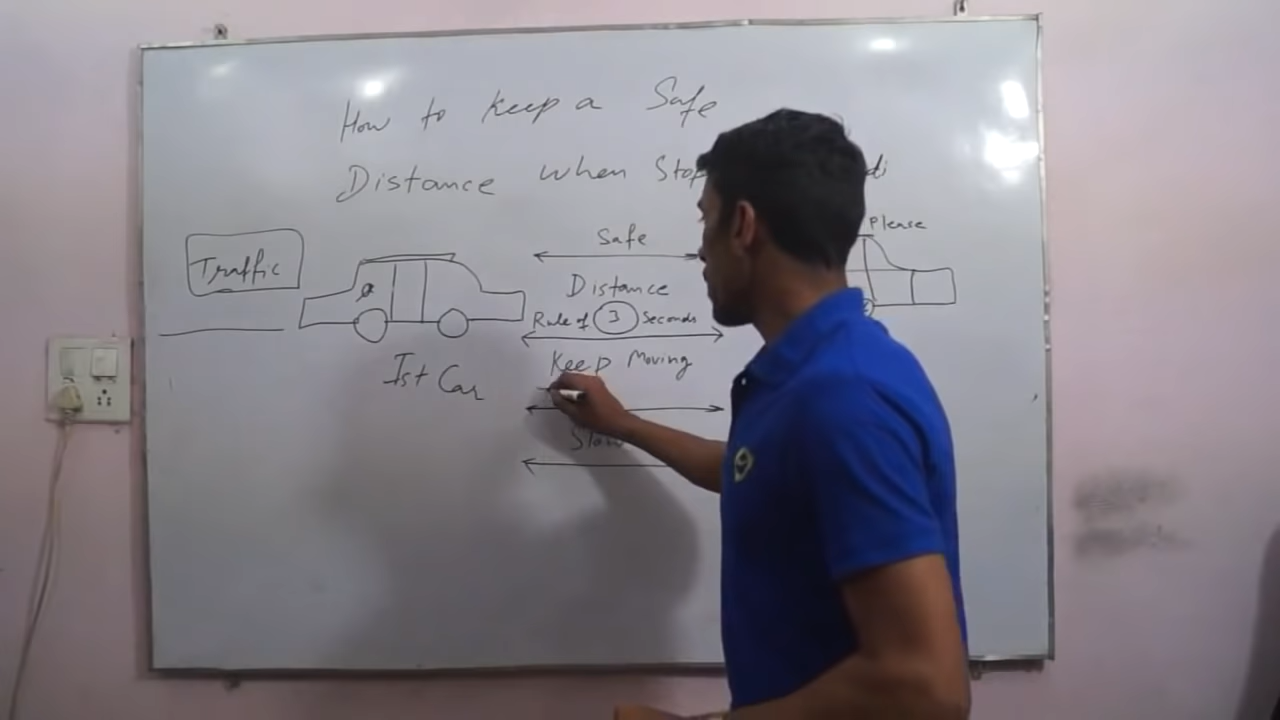 How to keep a Safe
Distance when Stop
Please
Traffic
Safe
Distance
Rule of 3 Seconds
Keep Moving
Ist Car
Slow